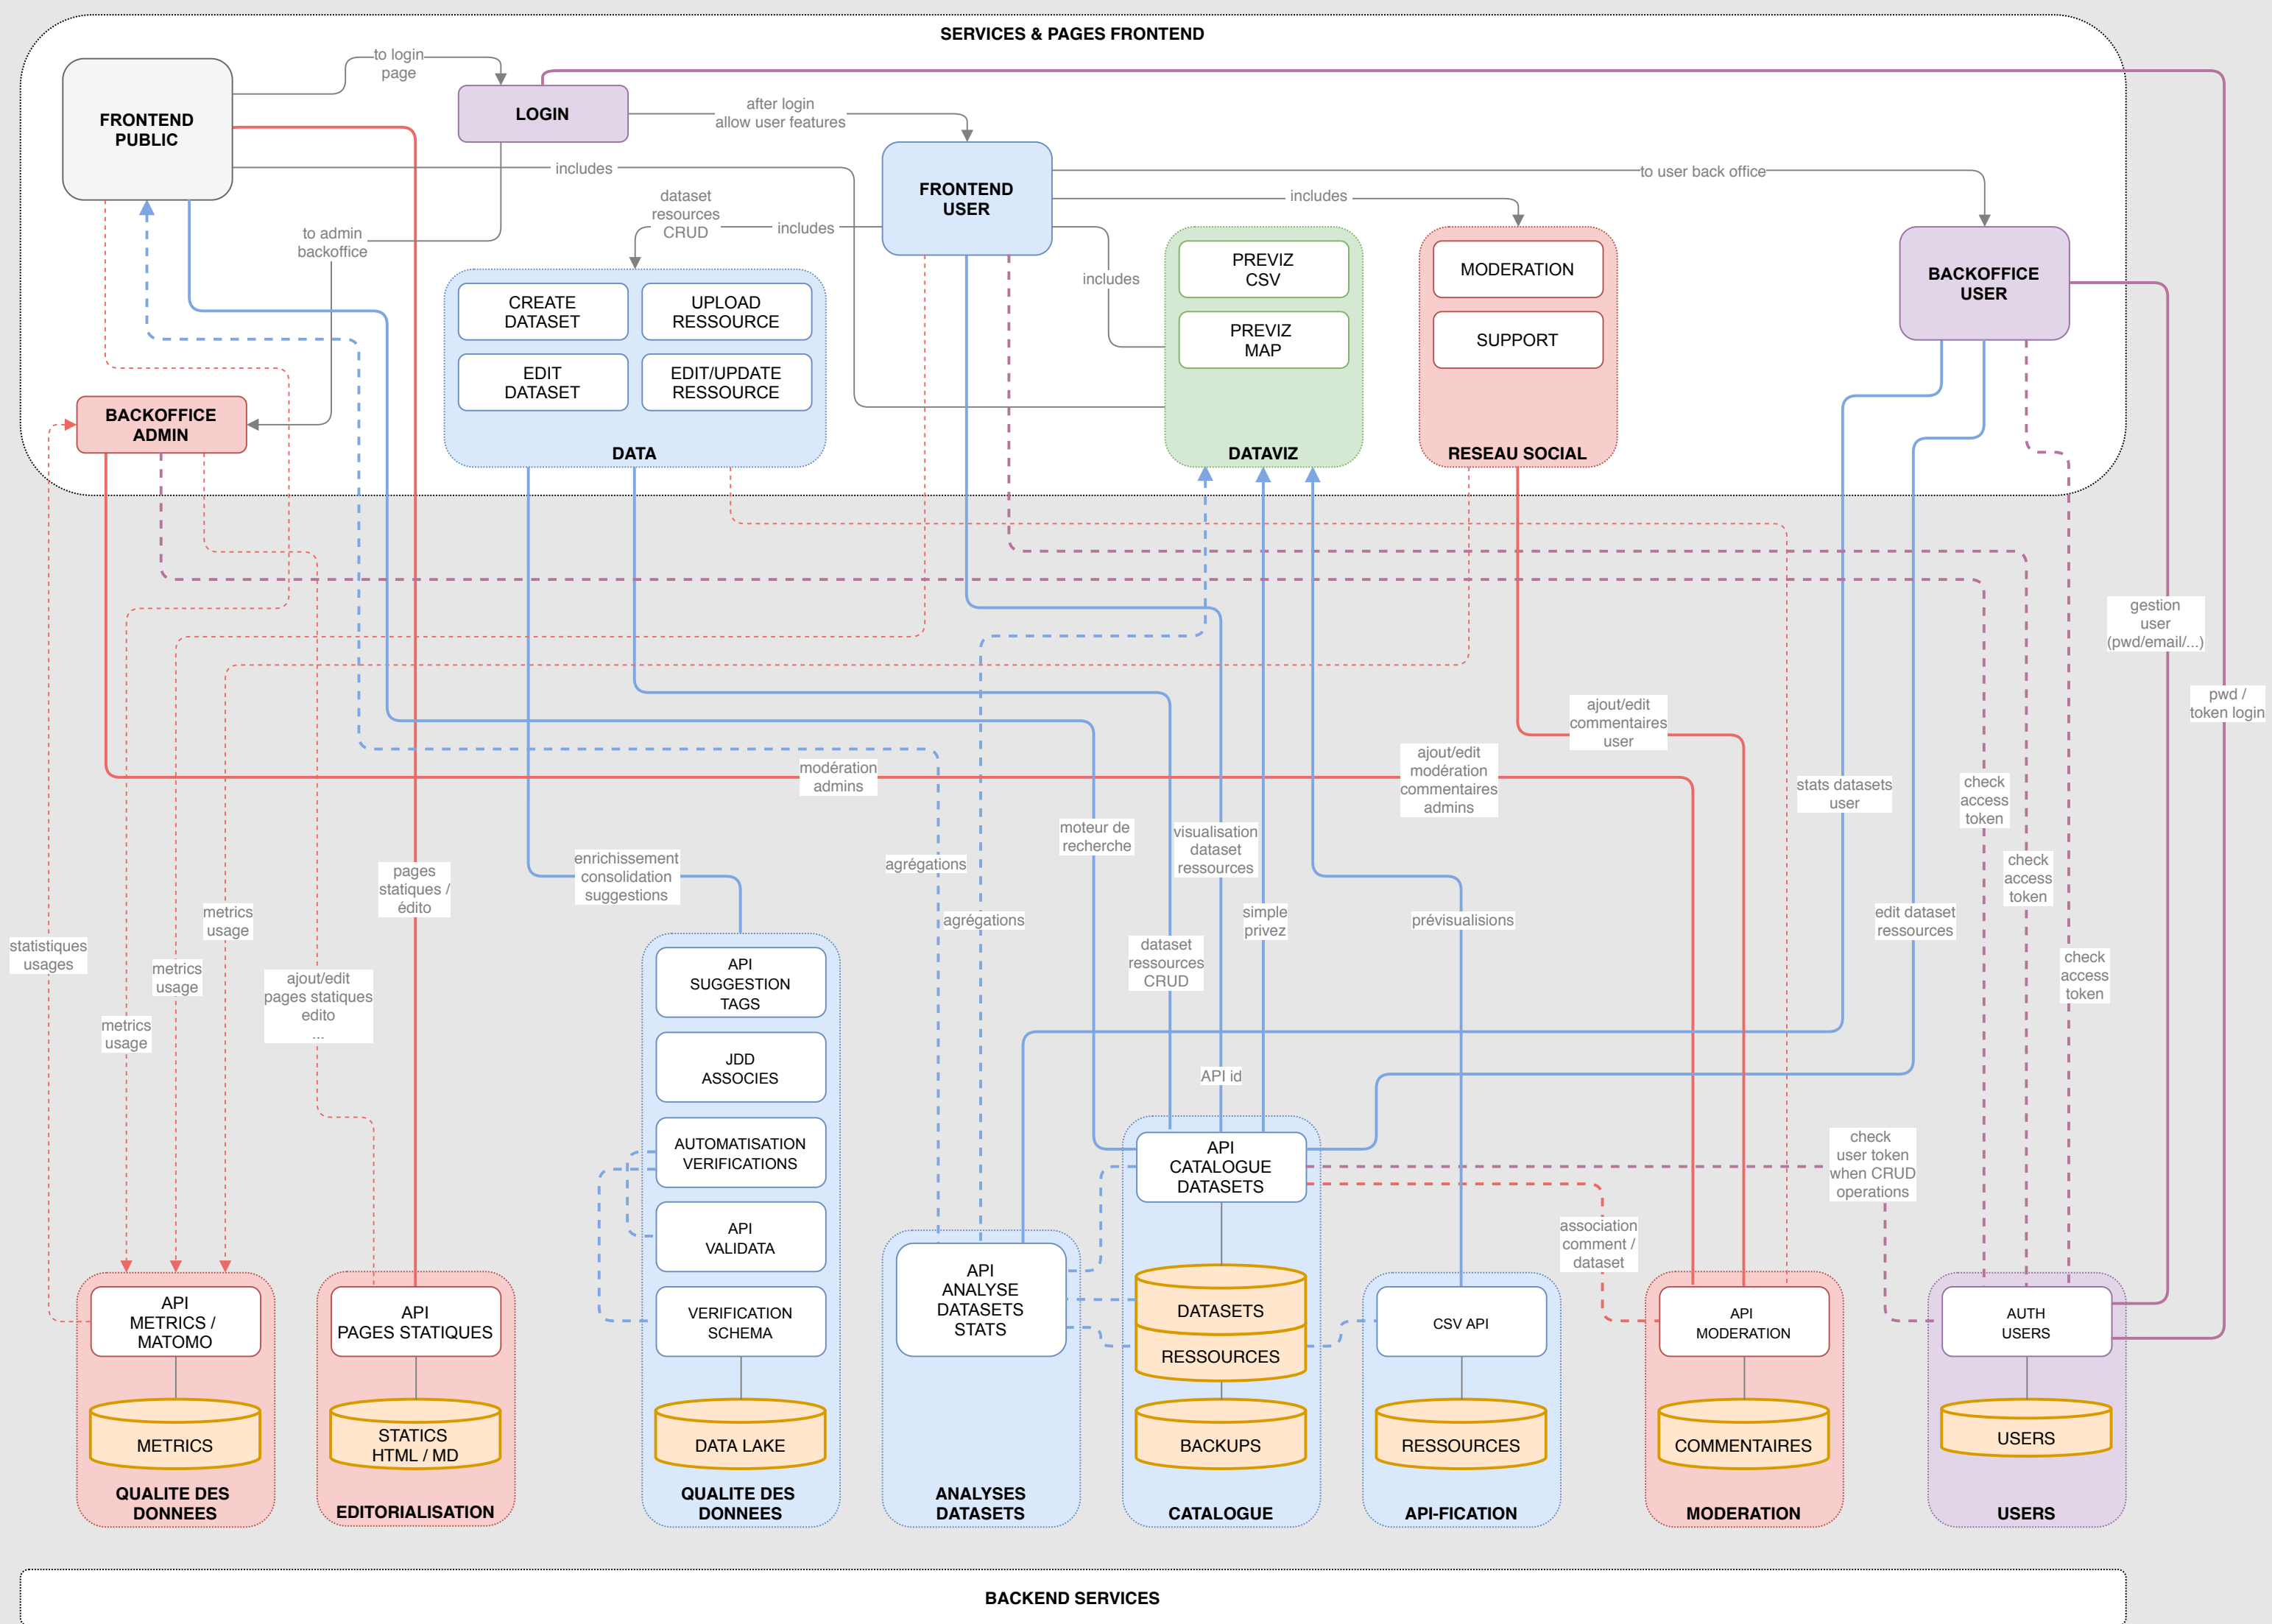 SERVICES & PAGES FRONTEND
to login
page
FRONTEND
PUBLIC
LOGIN
after login
allow user features
includes
FRONTEND
USER
to user back office
includes
dataset
resources
CRUD
includes
to admin
backoffice
includes
PREVIZ
CSV
PREVIZ
MAP
DATAVIZ
MODERATION
SUPPORT
RESEAU SOCIAL
BACKOFFICE
USER
CREATE
DATASET
UPLOAD
RESSOURCE
EDIT
DATASET
EDIT/UPDATE
RESSOURCE
DATA
BACKOFFICE
ADMIN
gestion
user
(pwd/email/...)
pwd /
token login
ajout/edit
commentaires
user
modération
admins
ajout/edit
modération
commentaires
admins
stats datasets
user
check
access
token
moteur de
recherche
visualisation
dataset
ressources
agrégations
enrichissement
consolidation
suggestions
pages
statiques /
édito
check
access
token
metrics
usage
agrégations
simple
privez
prévisualisions
edit dataset
ressources
statistiques
usages
metrics
usage
dataset
ressources
CRUD
check
access
token
ajout/edit
pages statiques
edito
...
metrics
usage
API id
API
SUGGESTION
TAGS
JDD
ASSOCIES
AUTOMATISATION
VERIFICATIONS
API
VALIDATA
VERIFICATION
SCHEMA
DATA LAKE
QUALITE DES
DONNEES
API
CATALOGUE
DATASETS
check
user token
when CRUD
operations
association
comment /
dataset
API
METRICS /
MATOMO
METRICS
QUALITE DES
DONNEES
API
PAGES STATIQUES
STATICS
HTML / MD
EDITORIALISATION
API
ANALYSE
DATASETS
STATS
ANALYSES
DATASETS
DATASETS
RESSOURCES
BACKUPS
CATALOGUE
CSV API
RESSOURCES
API-FICATION
API
MODERATION
COMMENTAIRES
MODERATION
AUTH
USERS
USERS
USERS
BACKEND SERVICES